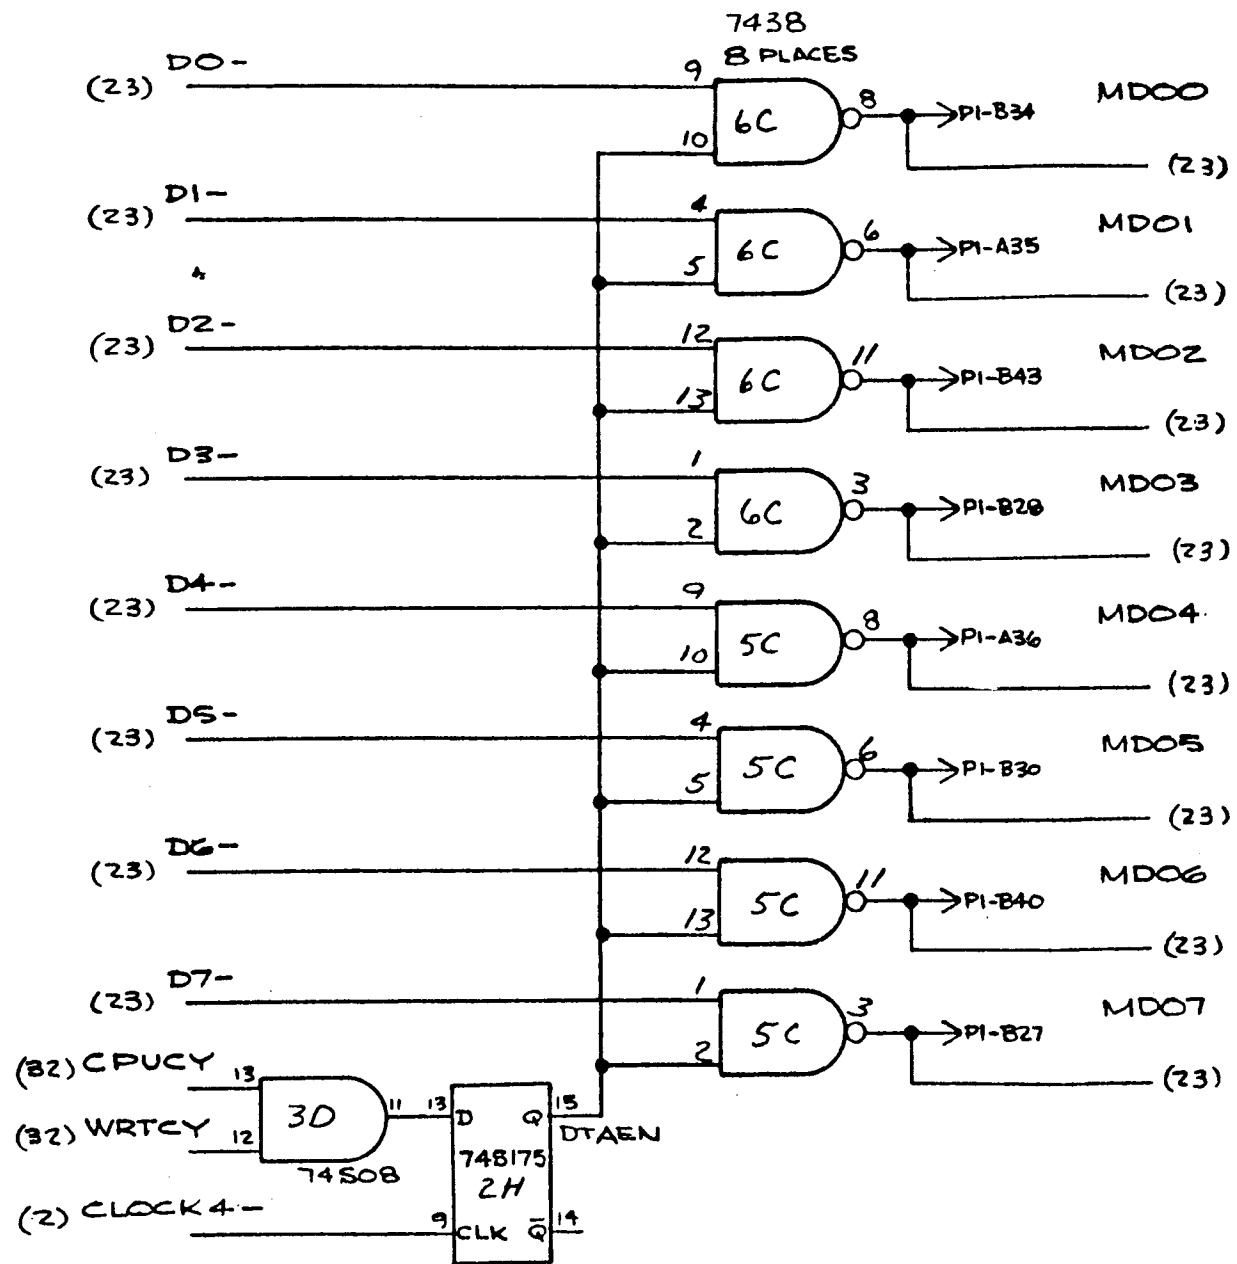 7438
8 PLACES
(23) D0- 9 6C 8 P1-B34 MD00
10 (23)
(23) D1- 4 6C 6 P1-A35 MD01
5 (23)
(23) D2- 12 6C 11 P1-B43 MD02
13 (23)
(23) D3- 1 6C 3 P1-B28 MD03
2 (23)
(23) D4- 9 5C 8 P1-A36 MD04
10 (23)
(23) D5- 4 5C 6 P1-B30 MD05
5 (23)
(23) D6- 12 5C 11 P1-B40 MD06
13 (23)
(23) D7- 1 5C 3 P1-B27 MD07
2 (23)
(32) CPUCY 13 3D 11 13 D Q 15
(32) WRTCY 12 DTAEN
74S08 74S175
2H
(2) CLOCK4- 9 CLK Q̅ 14